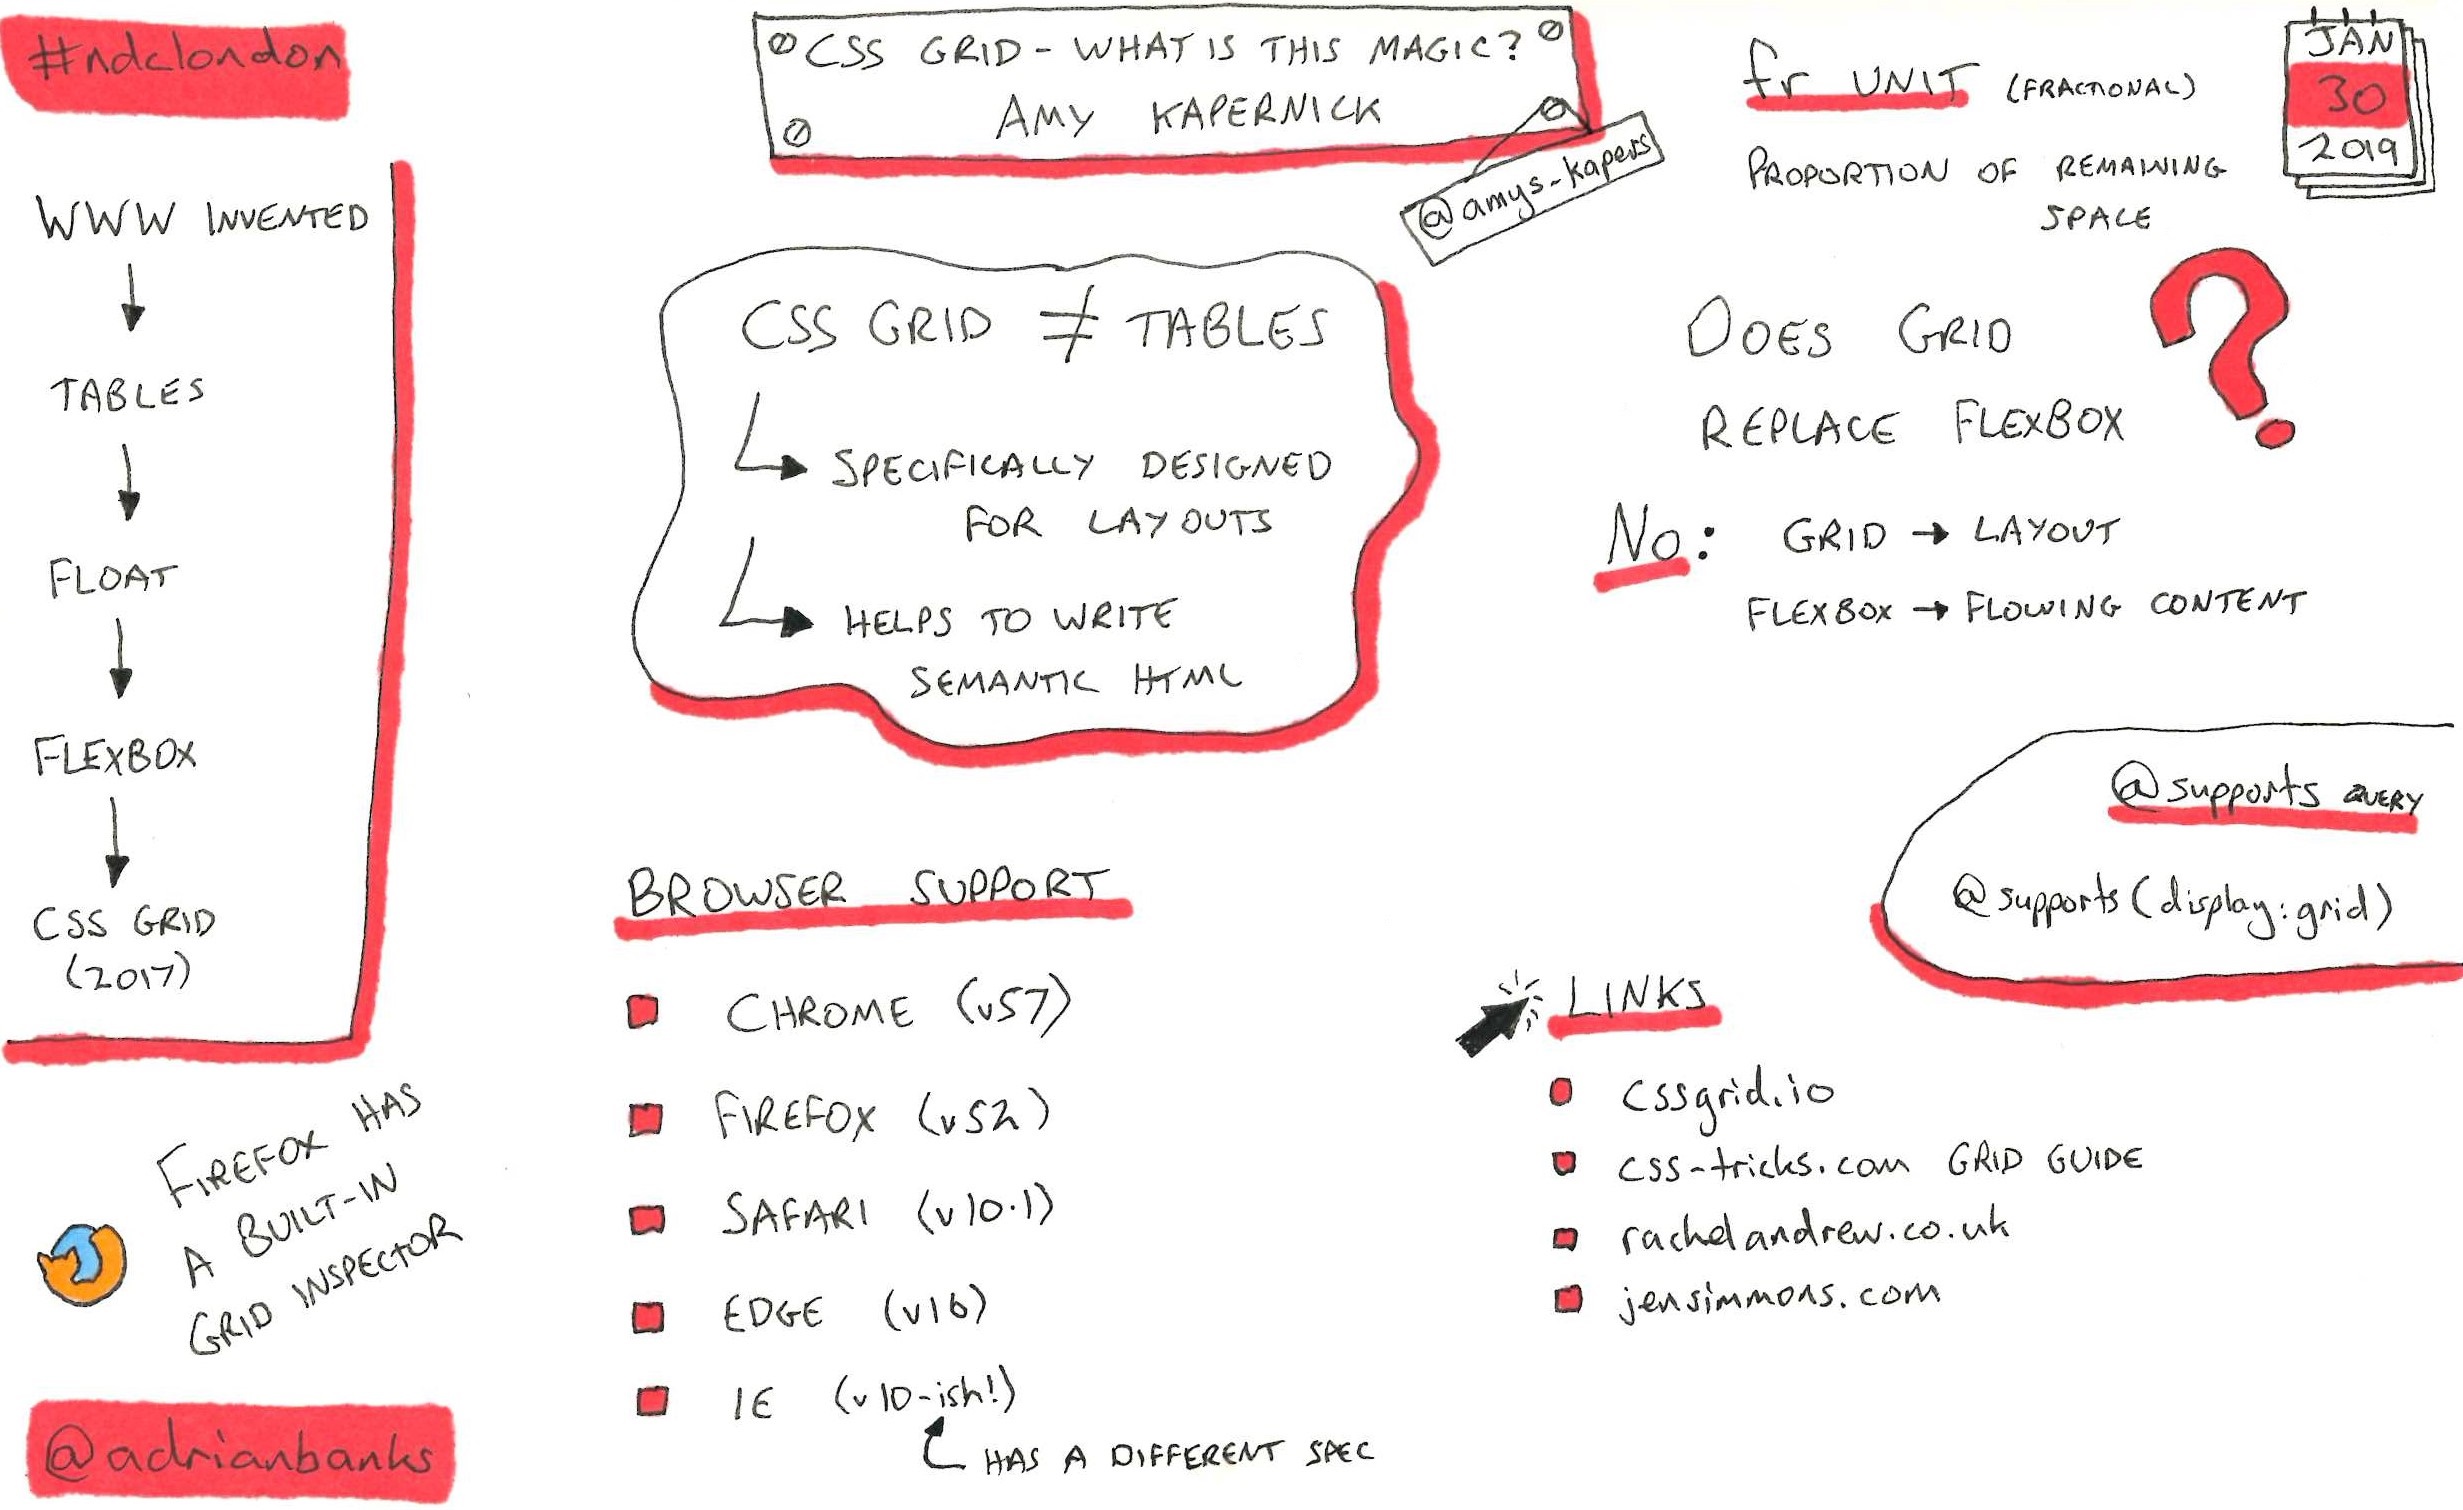 #ndclondon
CSS GRID - WHAT IS THIS MAGIC?
AMY KAPERNICK
@amys-kapers
JAN
30
2019
WWW INVENTED
TABLES
FLOAT
FLEXBOX
CSS GRID
(2017)
FIREFOX HAS
A BUILT-IN
GRID INSPECTOR
@adrianbanks
CSS GRID ≠ TABLES
SPECIFICALLY DESIGNED
FOR LAYOUTS
HELPS TO WRITE
SEMANTIC HTML
BROWSER SUPPORT
CHROME (v57)
FIREFOX (v52)
SAFARI (v10.1)
EDGE (v16)
IE (v10-ish!)
HAS A DIFFERENT SPEC
fr UNIT (FRACTIONAL)
PROPORTION OF REMAINING
SPACE
DOES GRID
REPLACE FLEXBOX ?
NO: GRID → LAYOUT
FLEXBOX → FLOWING CONTENT
@supports QUERY
@supports (display:grid)
LINKS
cssgrid.io
css-tricks.com GRID GUIDE
rachelandrew.co.uk
jensimmons.com